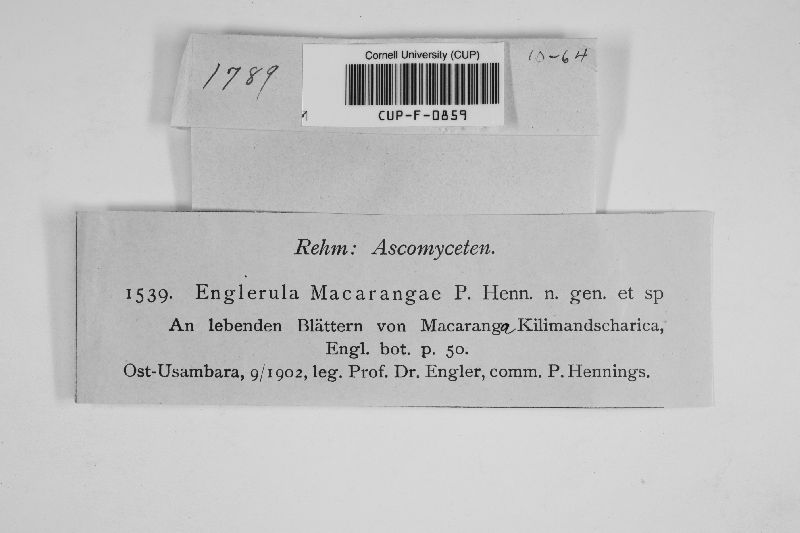 1789
Cornell University (CUP)
10-64
CUP-F-0859
Rehm: Ascomyceten.
1539. Englerula Macarangae P. Henn. n. gen. et sp
An lebenden Blättern von Macaranga Kilimandscharica,
Engl. bot. p. 50.
Ost-Usambara, 9/1902, leg. Prof. Dr. Engler, comm. P. Hennings.